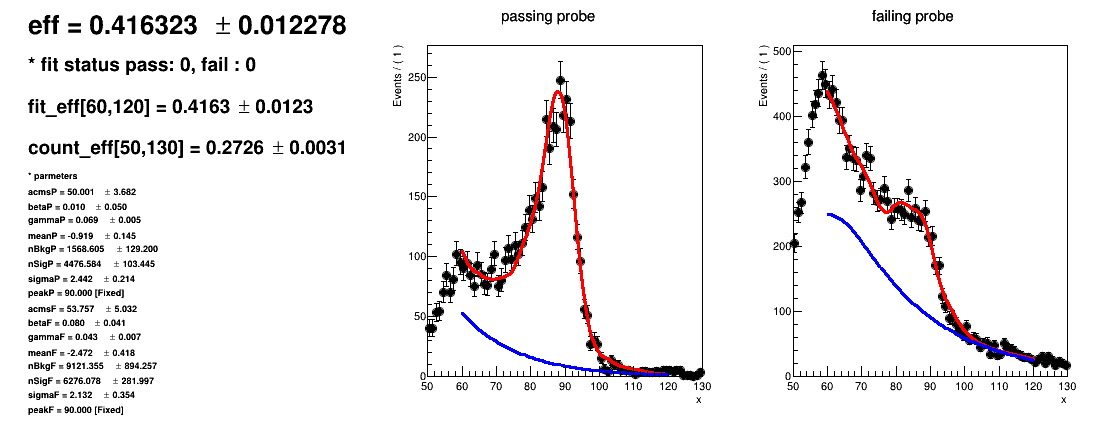 eff = 0.416323 ± 0.012278
* fit status pass: 0, fail : 0
fit_eff[60,120] = 0.4163 ± 0.0123
count_eff[50,130] = 0.2726 ± 0.0031
* parmeters
acmsP = 50.001 ± 3.682
betaP = 0.010 ± 0.050
gammaP = 0.069 ± 0.005
meanP = -0.919 ± 0.145
nBkgP = 1568.605 ± 129.200
nSigP = 4476.584 ± 103.445
sigmaP = 2.442 ± 0.214
peakP = 90.000 [Fixed]
acmsF = 53.757 ± 5.032
betaF = 0.080 ± 0.041
gammaF = 0.043 ± 0.007
meanF = -2.472 ± 0.418
nBkgF = 9121.355 ± 894.257
nSigF = 6276.078 ± 281.997
sigmaF = 2.132 ± 0.354
peakF = 90.000 [Fixed]
passing probe
Events / ( 1 )
250
200
150
100
50
0
50 60 70 80 90 100 110 120 130
x
failing probe
Events / ( 1 )
500
400
300
200
100
0
50 60 70 80 90 100 110 120 130
x